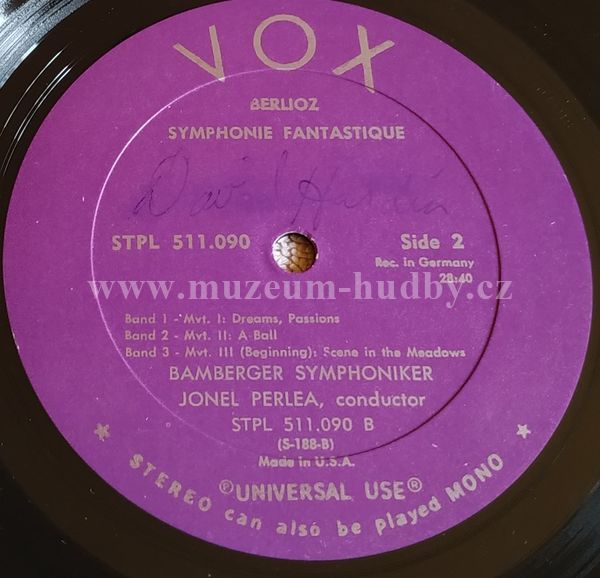 VOX
BERLIOZ
SYMPHONIE FANTASTIQUE
David
STPL 511.090 Side 2
Rec. in Germany
28:40
www.muzeum-hudby.cz
Band 1 - Mvt. I: Dreams, Passions
Band 2 - Mvt. II: A Ball
Band 3 - Mvt. III (Beginning): Scene in the Meadows
BAMBERGER SYMPHONIKER
JONEL PERLEA, conductor
STPL 511.090 B
(S-188-B)
Made in U.S.A.
©UNIVERSAL USE®
★ STEREO can also be played MONO ★